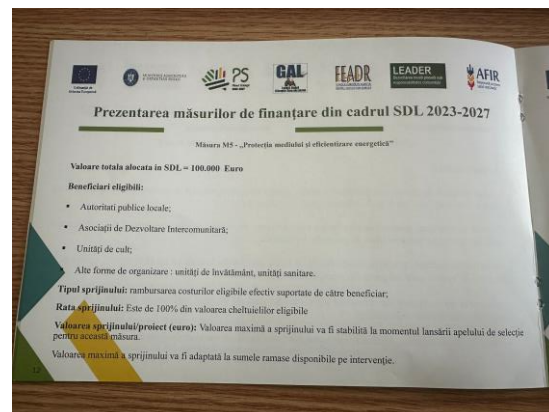 PS
GAL
FEADR
LEADER
AFIR
Prezentarea măsurilor de finanțare din cadrul SDL 2023-2027
Măsura M5 - „Protecția mediului și eficientizare energetică”
Valoare totala alocata in SDL = 100.000 Euro
Beneficiari eligibili:
• Autoritati publice locale;
• Asociații de Dezvoltare Intercomunitară;
• Unități de cult;
• Alte forme de organizare : unități de învățământ, unități sanitare.
Tipul sprijinului: rambursarea costurilor eligibile efectiv suportate de către beneficiar;
Rata sprijinului: Este de 100% din valoarea cheltuielilor eligibile
Valoarea sprijinului/proiect (euro): Valoarea maximă a sprijinului va fi stabilită la momentul lansării apelului de selecție
pentru această măsura.
Valoarea maximă a sprijinului va fi adaptată la sumele ramase disponibile pe intervenție.
12